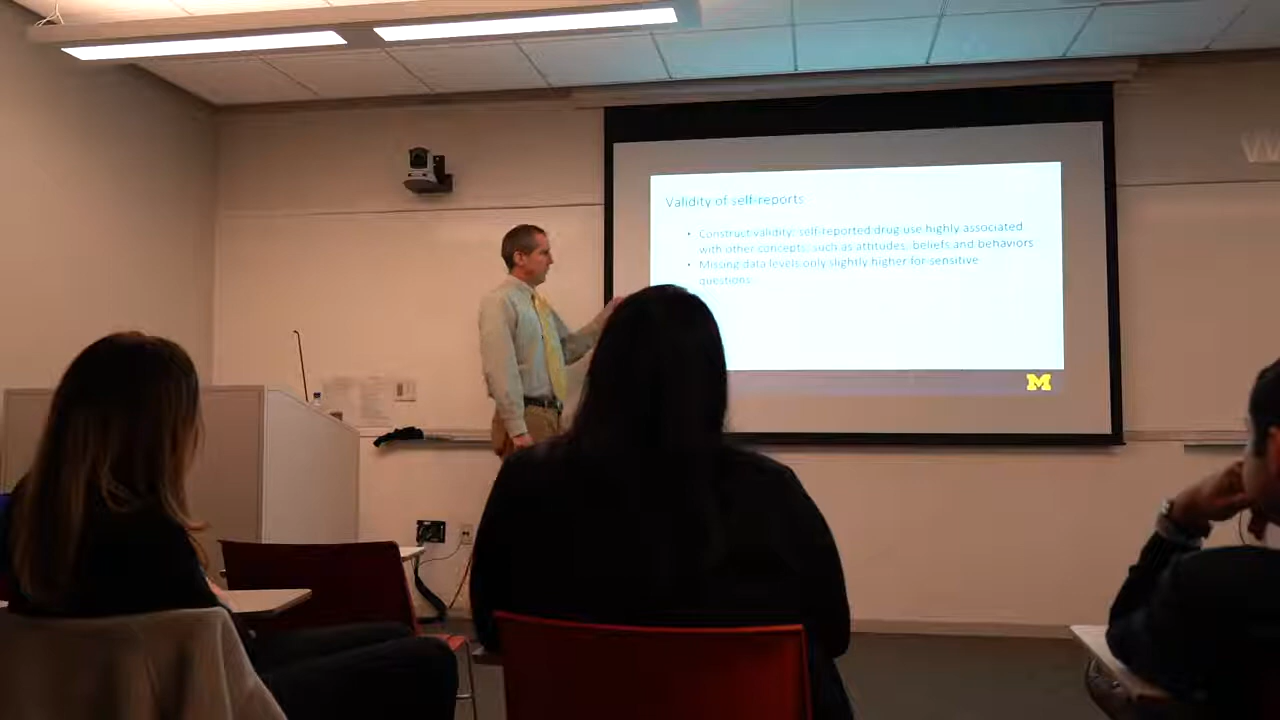 Validity of self-reports
• Construct validity: self-reported drug use highly associated
with other concepts, such as attitudes, beliefs and behaviors
• Missing data levels only slightly higher for sensitive
questions.
M
W